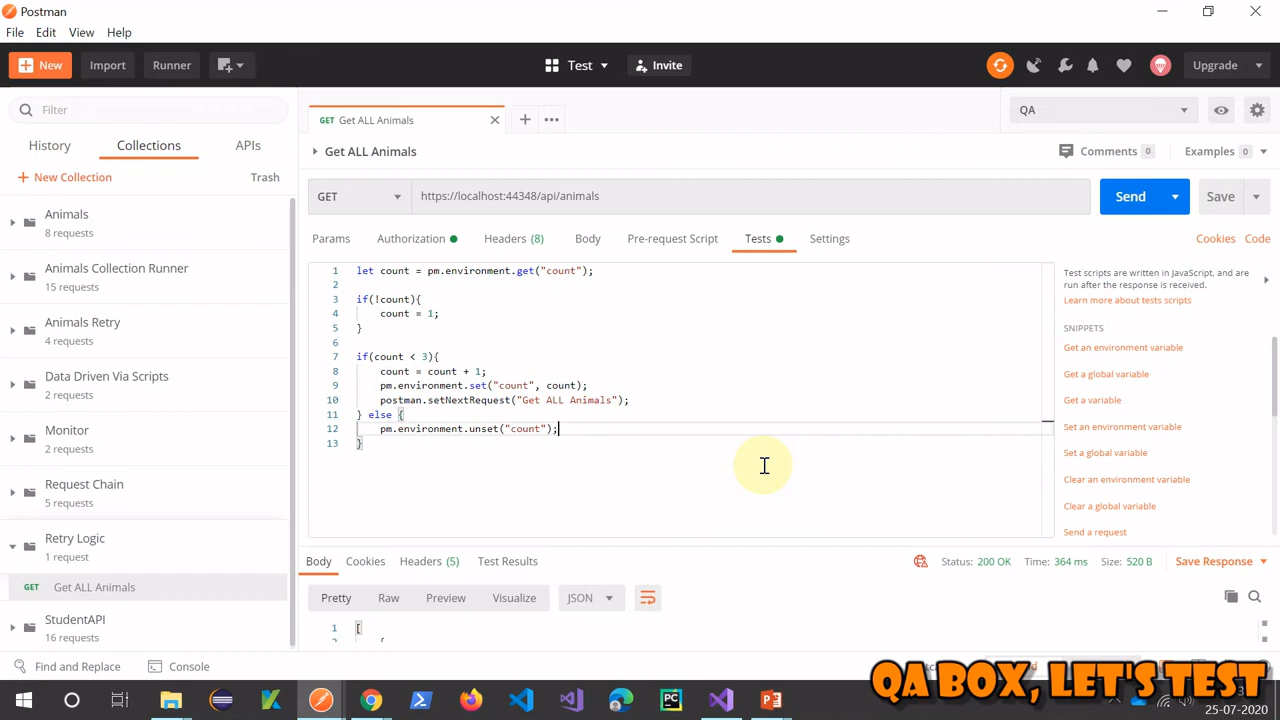 Postman
File Edit View Help
New Import Runner Test Invite Upgrade
Filter
History Collections APIs
New Collection Trash
Animals
8 requests
Animals Collection Runner
15 requests
Animals Retry
4 requests
Data Driven Via Scripts
2 requests
Monitor
2 requests
Request Chain
5 requests
Retry Logic
1 request
GET Get ALL Animals
StudentAPI
16 requests
GET Get ALL Animals QA
Get ALL Animals Comments 0 Examples 0
GET https://localhost:44348/api/animals Send Save
Params Authorization Headers (8) Body Pre-request Script Tests Settings Cookies Code
1 let count = pm.environment.get("count");
2
3 if(!count){
4 count = 1;
5 }
6
7 if(count < 3){
8 count = count + 1;
9 pm.environment.set("count", count);
10 postman.setNextRequest("Get ALL Animals");
11 } else {
12 pm.environment.unset("count");
13 }
Test scripts are written in JavaScript, and are
run after the response is received.
Learn more about tests scripts
SNIPPETS
Get an environment variable
Get a global variable
Get a variable
Set an environment variable
Set a global variable
Clear an environment variable
Clear a global variable
Send a request
Body Cookies Headers (5) Test Results Status: 200 OK Time: 364 ms Size: 520 B Save Response
Pretty Raw Preview Visualize JSON
1 [
2 {
Find and Replace Console
QA BOX, LET'S TEST
25-07-2020